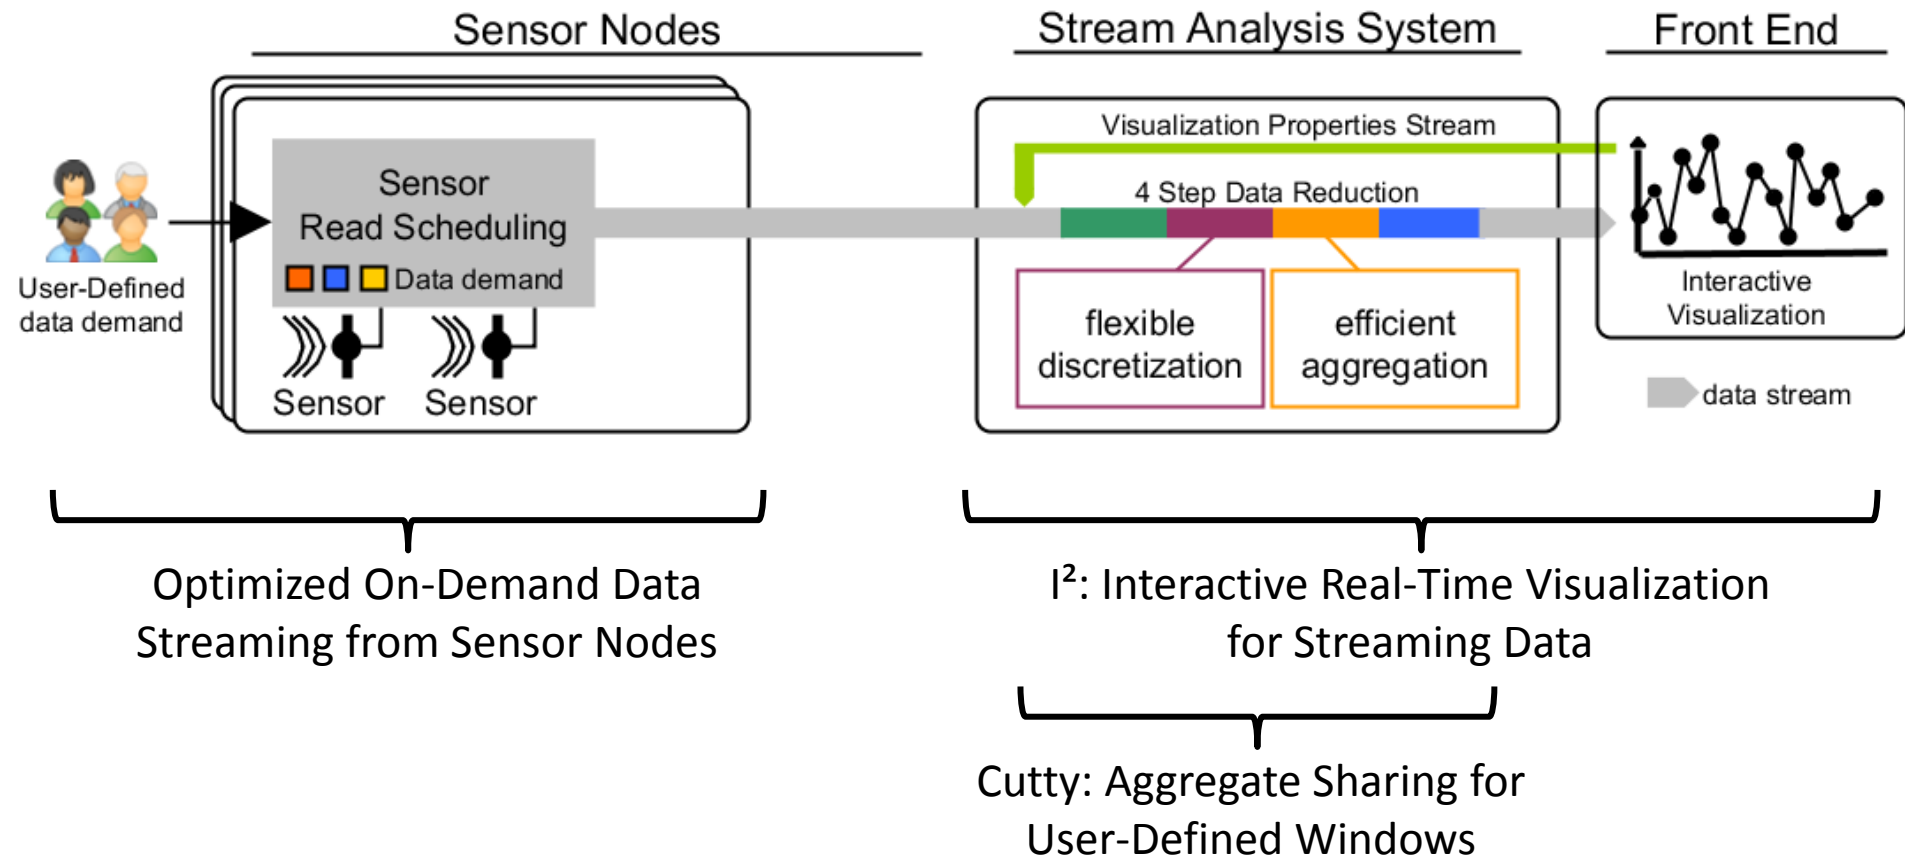 Sensor Nodes
Stream Analysis System
Front End
User-Defined
data demand
Sensor
Read Scheduling
Data demand
Sensor
Sensor
Visualization Properties Stream
4 Step Data Reduction
flexible
discretization
efficient
aggregation
Interactive
Visualization
data stream
Optimized On-Demand Data
Streaming from Sensor Nodes
I²: Interactive Real-Time Visualization
for Streaming Data
Cutty: Aggregate Sharing for
User-Defined Windows